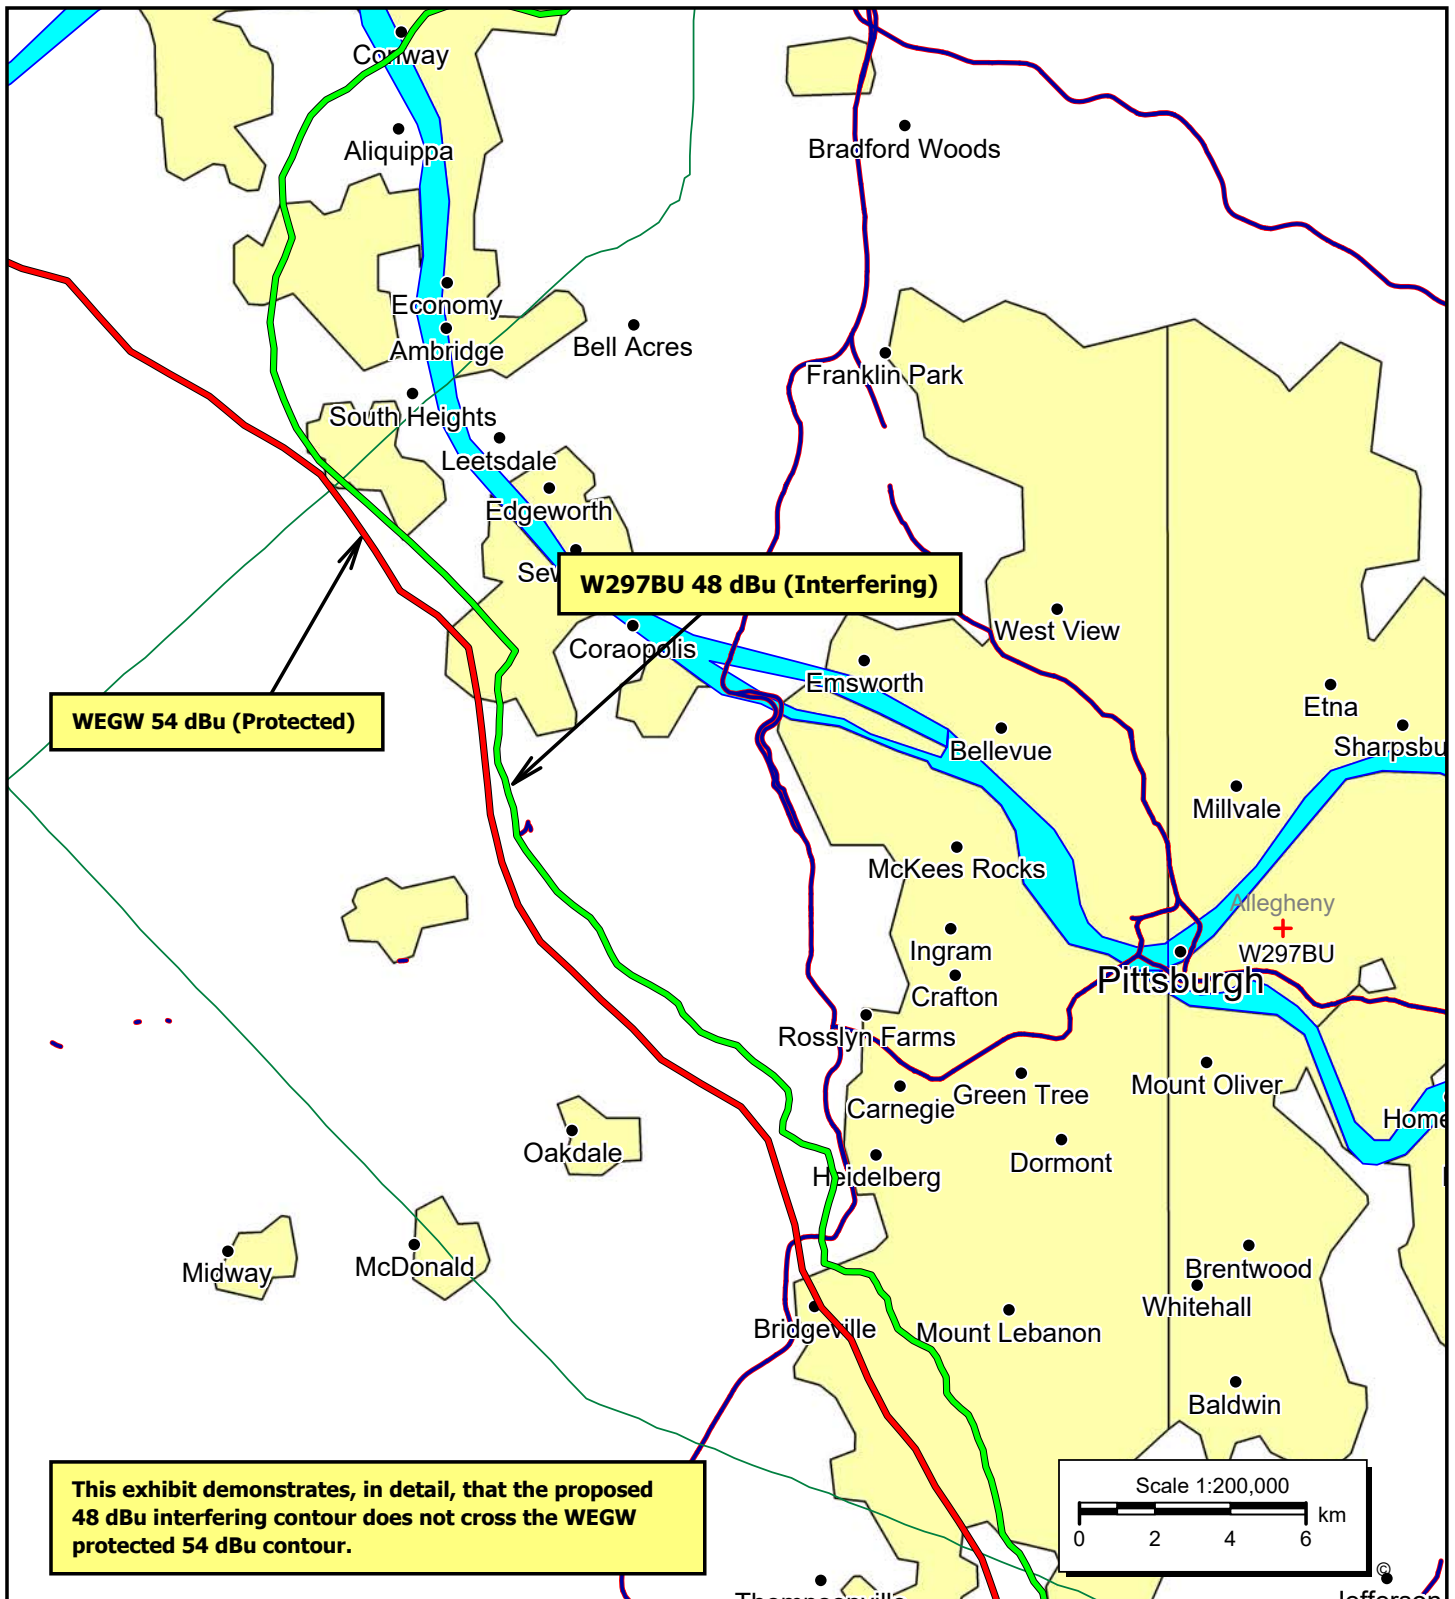 Conway
Aliquippa
Bradford Woods
Economy
Ambridge
Bell Acres
Franklin Park
South Heights
Leetsdale
Edgeworth
W297BU 48 dBu (Interfering)
West View
Coraopolis
Emsworth
WEGW 54 dBu (Protected)
Etna
Bellevue
Millvale
McKees Rocks
Allegheny
W297BU
Ingram
Pittsburgh
Crafton
Rosslyn Farms
Mount Oliver
Green Tree
Carnegie
Oakdale
Dormont
Heidelberg
Midway
McDonald
Brentwood
Whitehall
Bridgeville
Mount Lebanon
Baldwin
This exhibit demonstrates, in detail, that the proposed
48 dBu interfering contour does not cross the WEGW
protected 54 dBu contour.
Scale 1:200,000
km
0 2 4 6
©